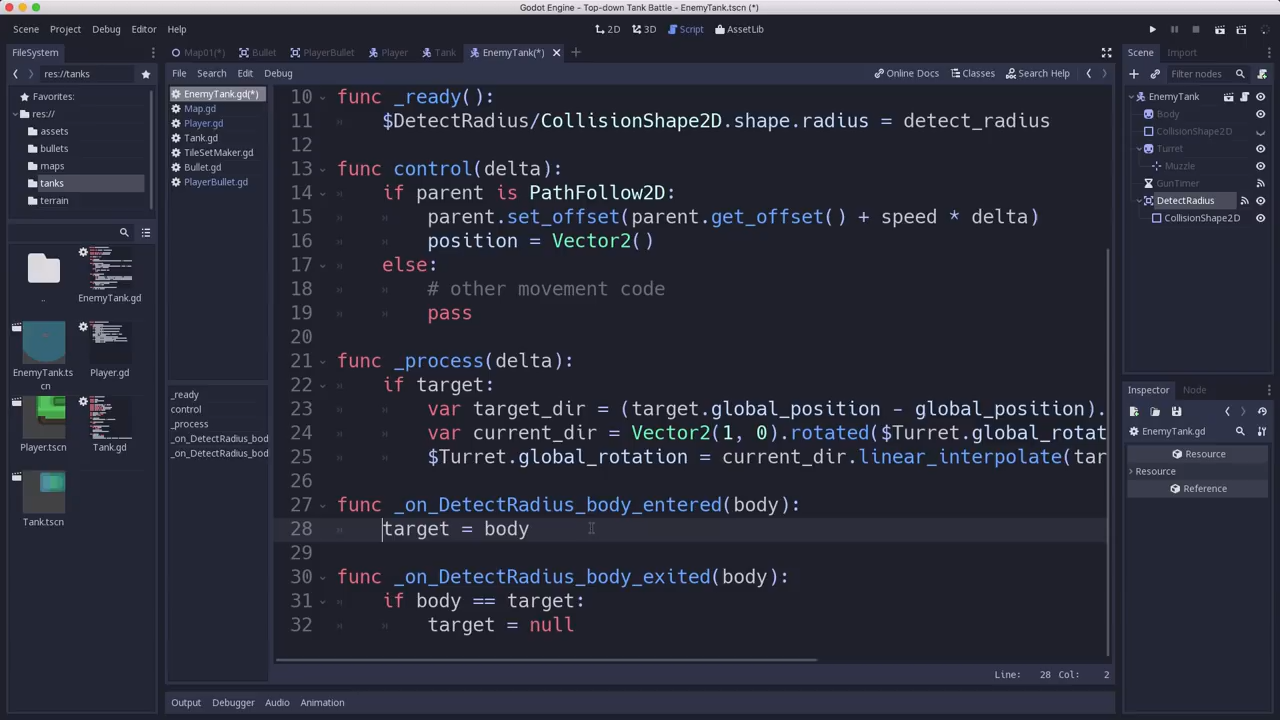 Godot Engine - Top-down Tank Battle - EnemyTank.tscn (*)
Scene Project Debug Editor Help
2D 3D Script AssetLib
FileSystem
Map01(*) Bullet PlayerBullet Player Tank EnemyTank(*)
Scene Import
res://tanks
File Search Edit Debug
Online Docs Classes Search Help
Filter nodes
Favorites:
res://
assets
bullets
maps
tanks
terrain
..
EnemyTank.gd
EnemyTank.ts
cn
Player.gd
Player.tscn
Tank.gd
Tank.tscn
EnemyTank.gd(*)
Map.gd
Player.gd
Tank.gd
TileSetMaker.gd
Bullet.gd
PlayerBullet.gd
_ready
control
_process
_on_DetectRadius_bod
_on_DetectRadius_bod
10 func _ready():
11 $DetectRadius/CollisionShape2D.shape.radius = detect_radius
12
13 func control(delta):
14 if parent is PathFollow2D:
15 parent.set_offset(parent.get_offset() + speed * delta)
16 position = Vector2()
17 else:
18 # other movement code
19 pass
20
21 func _process(delta):
22 if target:
23 var target_dir = (target.global_position - global_position).
24 var current_dir = Vector2(1, 0).rotated($Turret.global_rotat
25 $Turret.global_rotation = current_dir.linear_interpolate(tar
26
27 func _on_DetectRadius_body_entered(body):
28 target = body
29
30 func _on_DetectRadius_body_exited(body):
31 if body == target:
32 target = null
Line: 28 Col: 2
Output Debugger Audio Animation
EnemyTank
Body
CollisionShape2D
Turret
Muzzle
GunTimer
DetectRadius
CollisionShape2D
Inspector Node
EnemyTank.gd
Resource
Resource
Reference